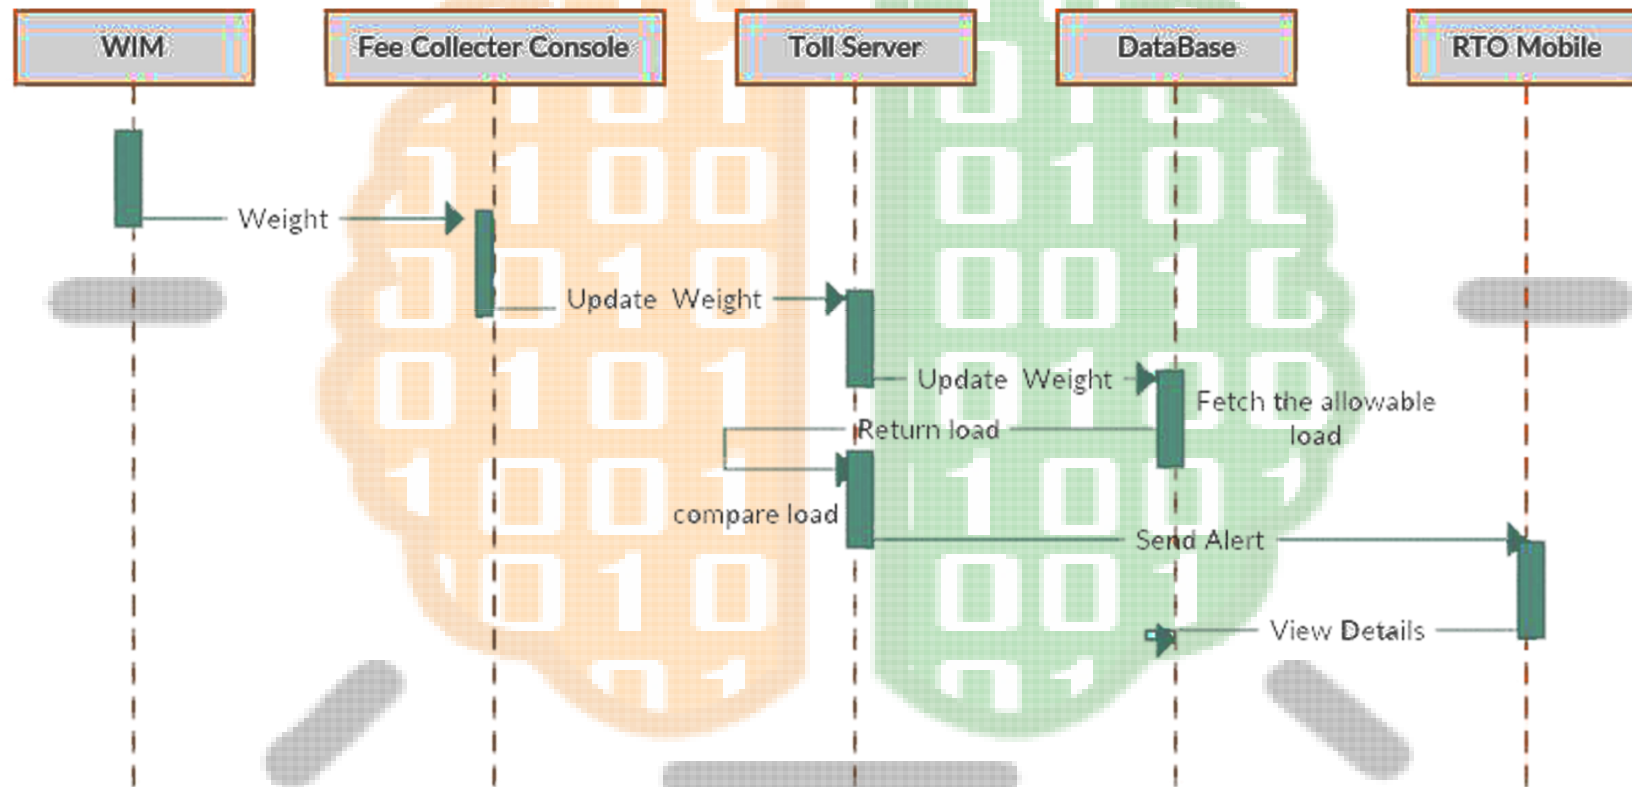 WIM
Fee Collecter Console
Toll Server
DataBase
RTO Mobile
Weight
Update Weight
Update Weight
Fetch the allowable
load
Return load
compare load
Send Alert
View Details